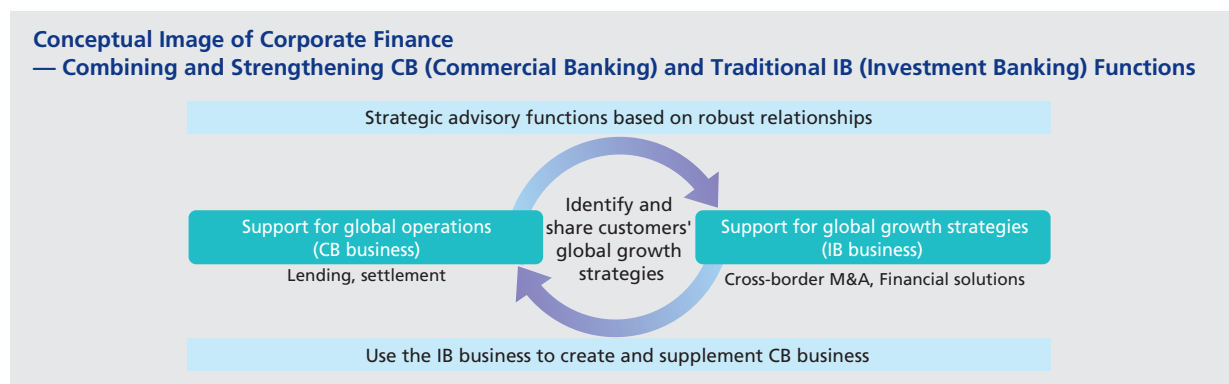 Conceptual Image of Corporate Finance
— Combining and Strengthening CB (Commercial Banking) and Traditional IB (Investment Banking) Functions
Strategic advisory functions based on robust relationships
Support for global operations
(CB business)
Lending, settlement
Identify and
share customers'
global growth
strategies
Support for global growth strategies
(IB business)
Cross-border M&A, Financial solutions
Use the IB business to create and supplement CB business